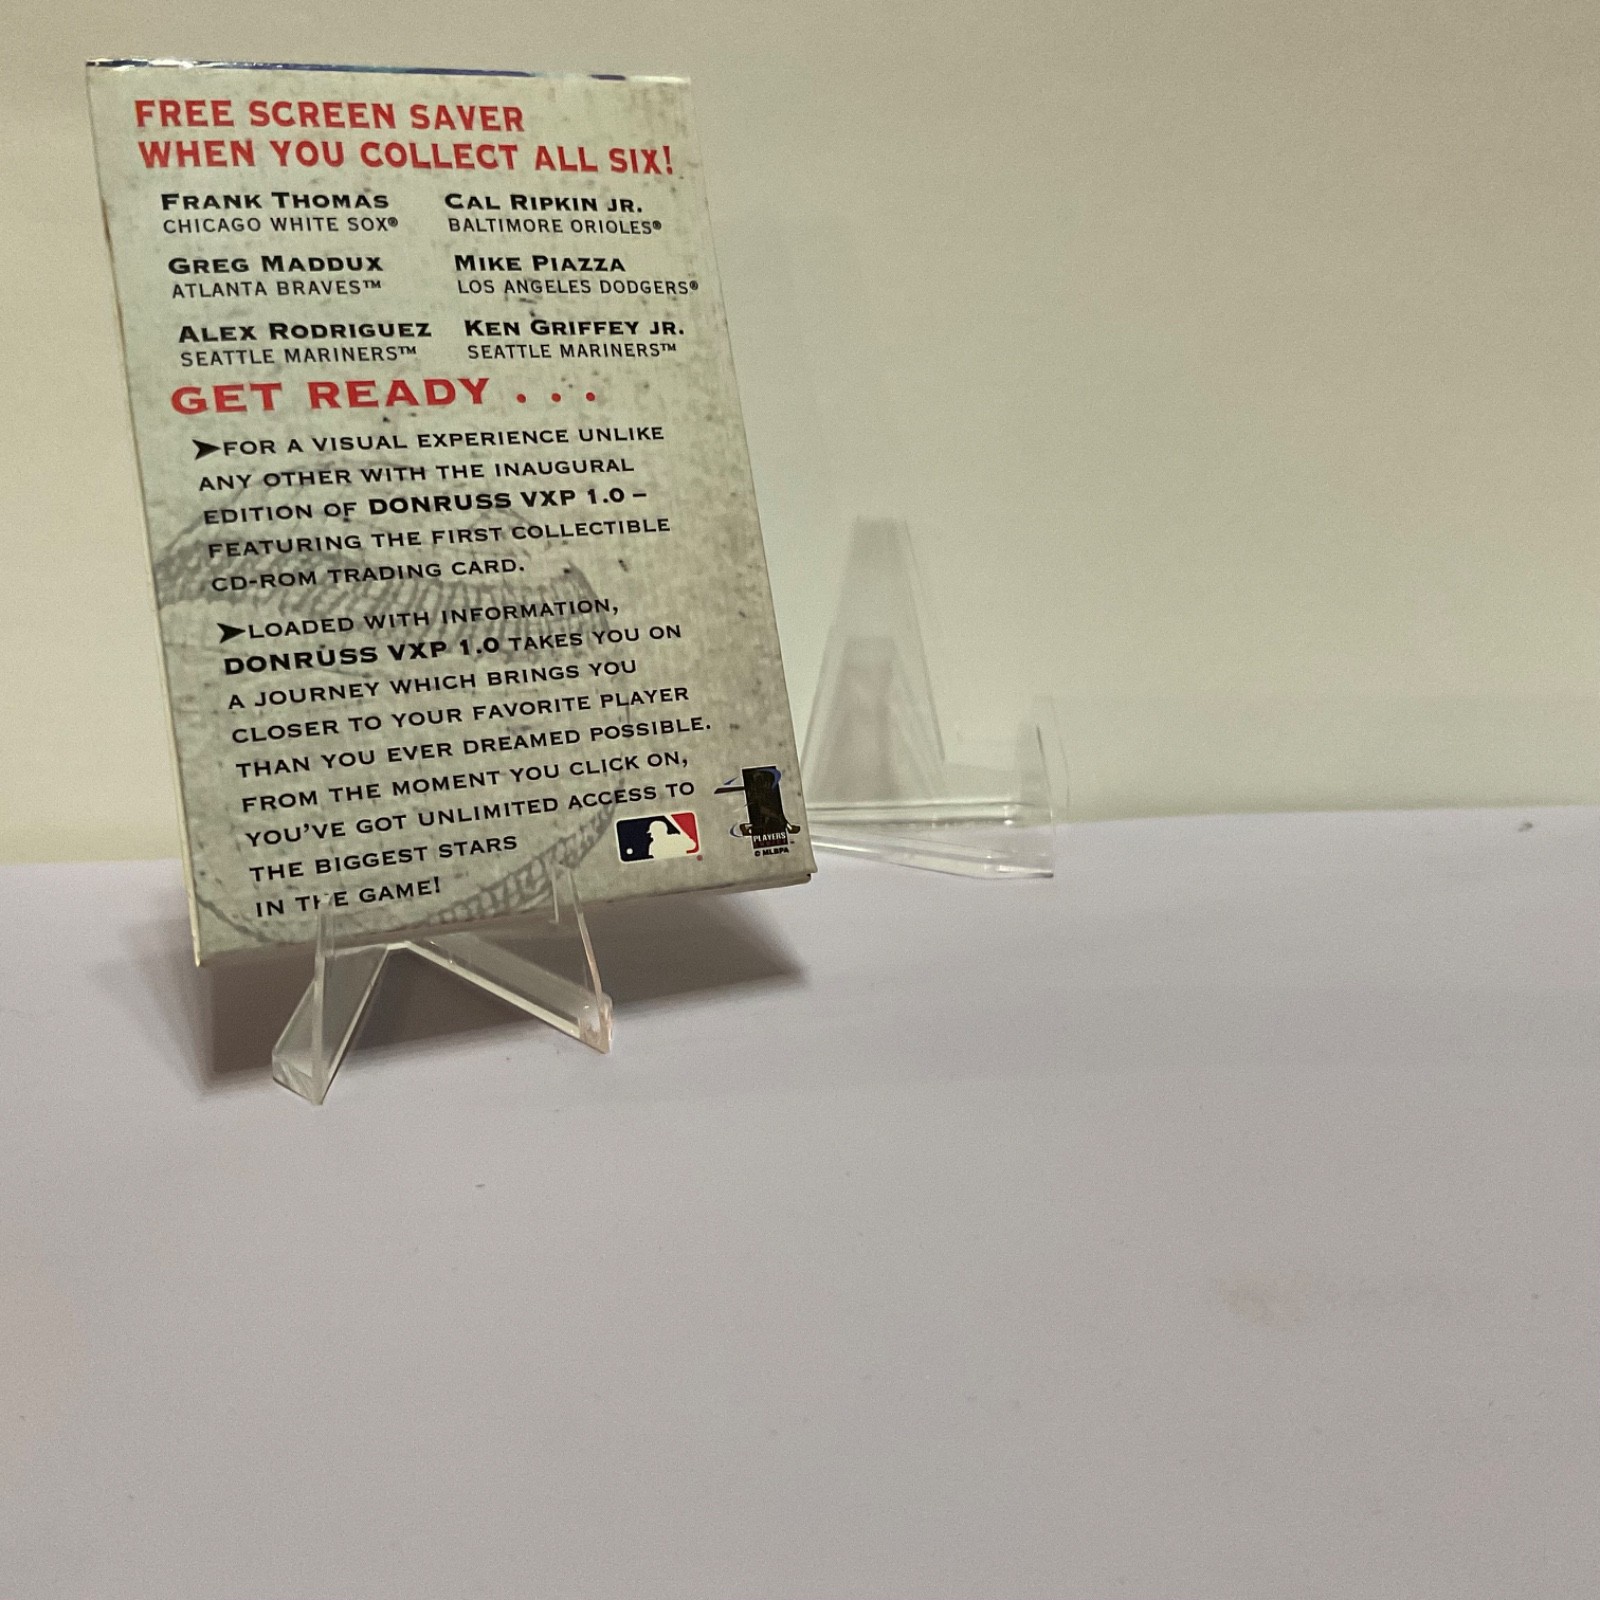 FREE SCREEN SAVER
WHEN YOU COLLECT ALL SIX!
FRANK THOMAS
CHICAGO WHITE SOX®
CAL RIPKIN JR.
BALTIMORE ORIOLES®
GREG MADDUX
ATLANTA BRAVES™
MIKE PIAZZA
LOS ANGELES DODGERS®
ALEX RODRIGUEZ
SEATTLE MARINERS™
KEN GRIFFEY JR.
SEATTLE MARINERS™
GET READY . . .
➤FOR A VISUAL EXPERIENCE UNLIKE
ANY OTHER WITH THE INAUGURAL
EDITION OF DONRUSS VXP 1.0 –
FEATURING THE FIRST COLLECTIBLE
CD-ROM TRADING CARD.
➤LOADED WITH INFORMATION,
DONRUSS VXP 1.0 TAKES YOU ON
A JOURNEY WHICH BRINGS YOU
CLOSER TO YOUR FAVORITE PLAYER
THAN YOU EVER DREAMED POSSIBLE.
FROM THE MOMENT YOU CLICK ON,
YOU'VE GOT UNLIMITED ACCESS TO
THE BIGGEST STARS
IN THE GAME!
PLAYERS
© MLBPA